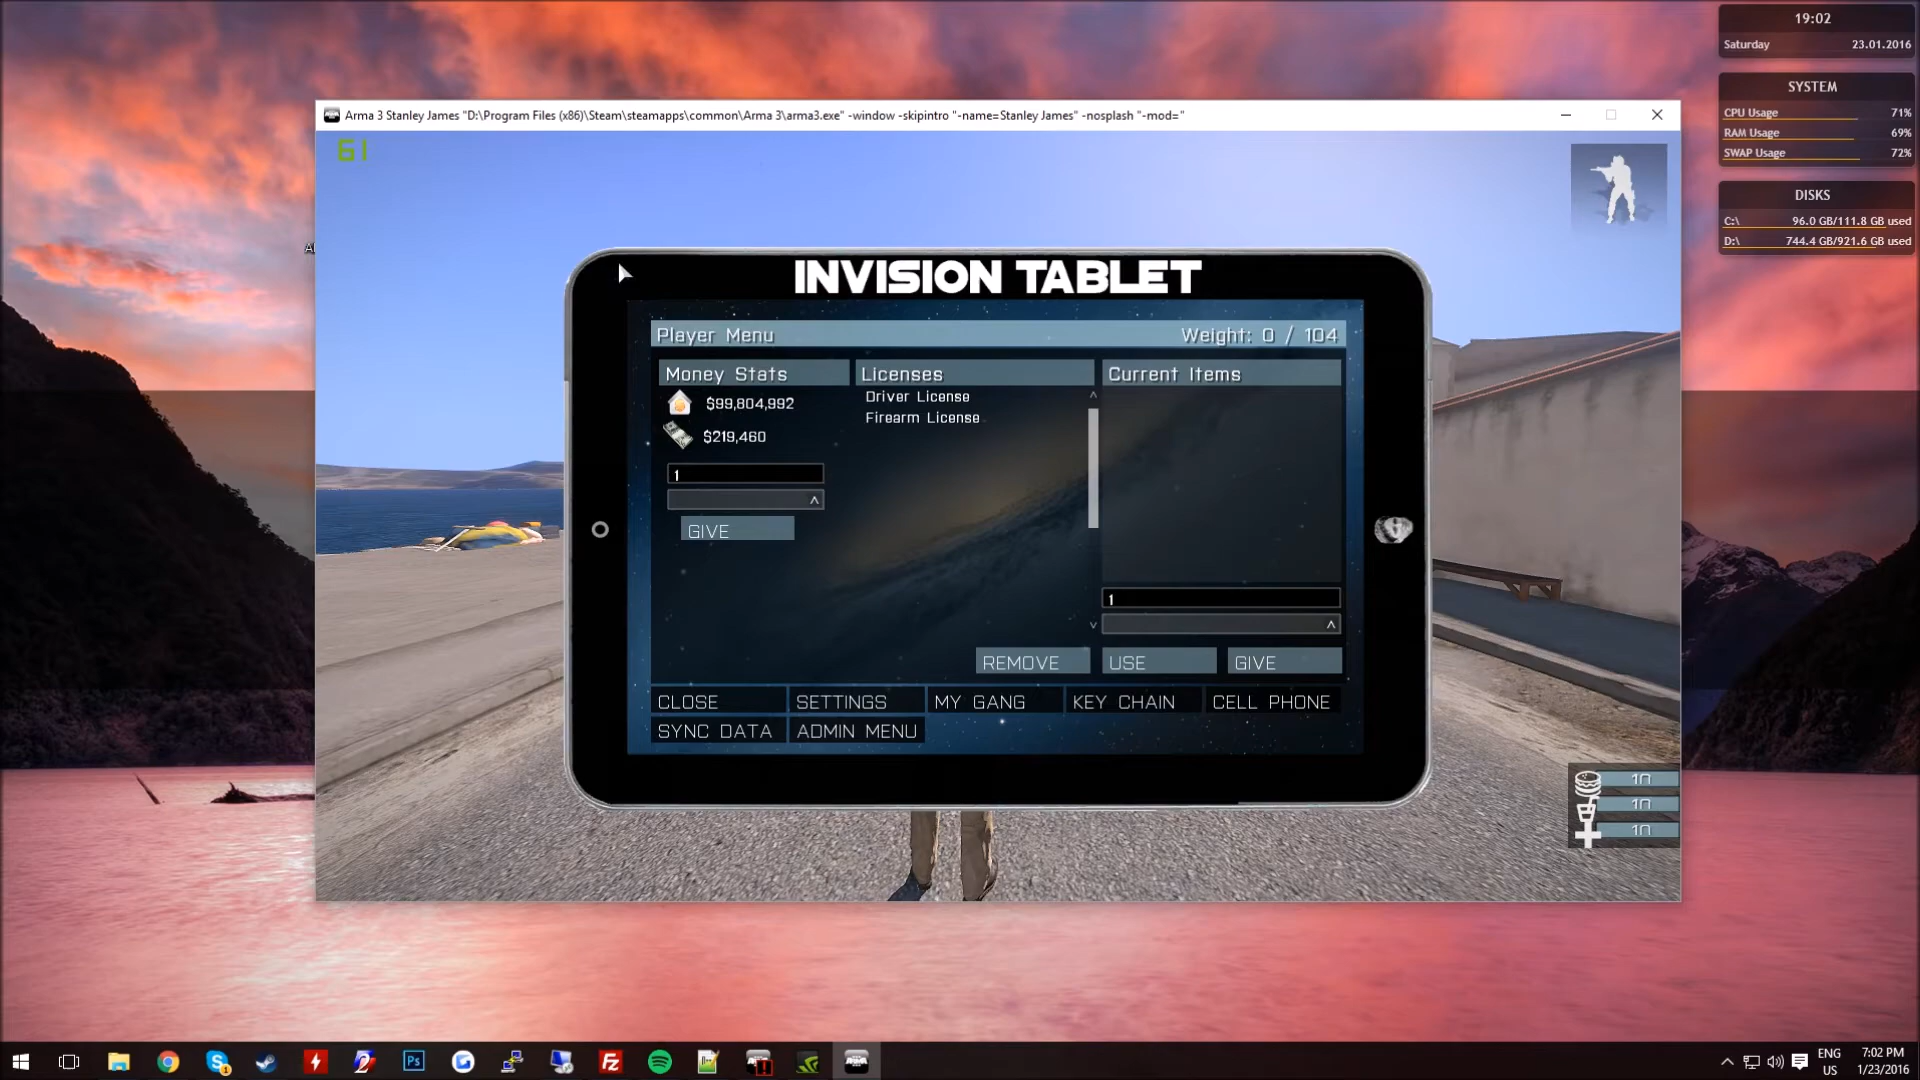 19:02
Saturday 23.01.2016
SYSTEM
CPU Usage 71%
RAM Usage 69%
SWAP Usage 72%
DISKS
C:\ 96.0 GB/111.8 GB used
D:\ 744.4 GB/921.6 GB used
Arma 3 Stanley James "D:\Program Files (x86)\Steam\steamapps\common\Arma 3\arma3.exe" -window -skipintro "-name=Stanley James" -nosplash "-mod="
61
INVISION TABLET
Player Menu Weight: 0 / 104
Money Stats Licenses Current Items
$99,804,992
$219,460
Driver License
Firearm License
1
GIVE
1
REMOVE USE GIVE
CLOSE SETTINGS MY GANG KEY CHAIN CELL PHONE
SYNC DATA ADMIN MENU
10
10
10
Ps
ENG
US
7:02 PM
1/23/2016